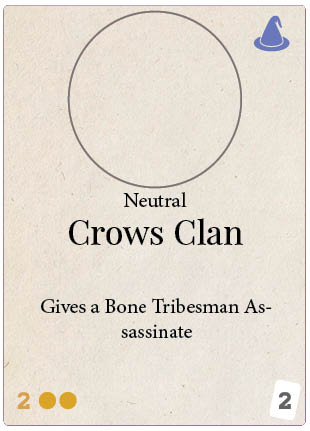 Neutral
Crows Clan
Gives a Bone Tribesman As-
sassinate
2
2